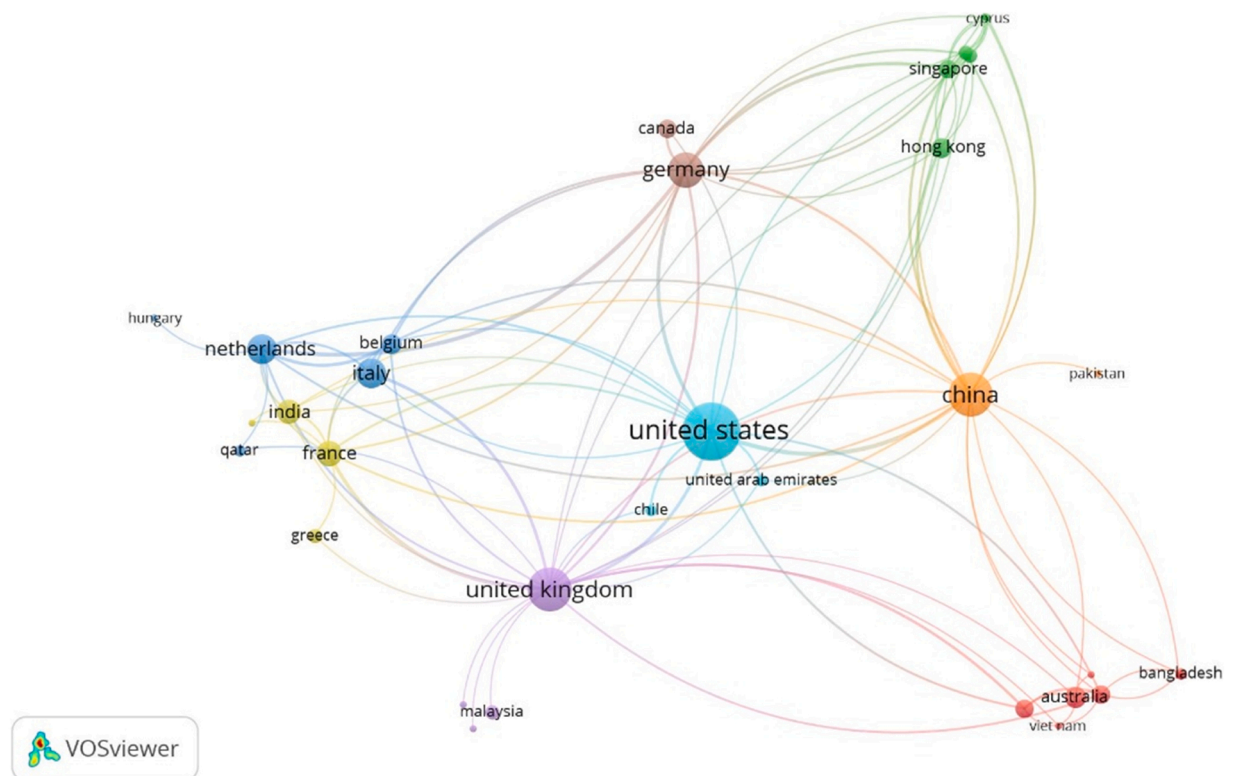 cyprus
singapore
hong kong
canada
germany
hungary
netherlands
belgium
italy
pakistan
china
india
united states
qatar
france
united arab emirates
chile
greece
united kingdom
bangladesh
australia
malaysia
viet nam
VOSviewer